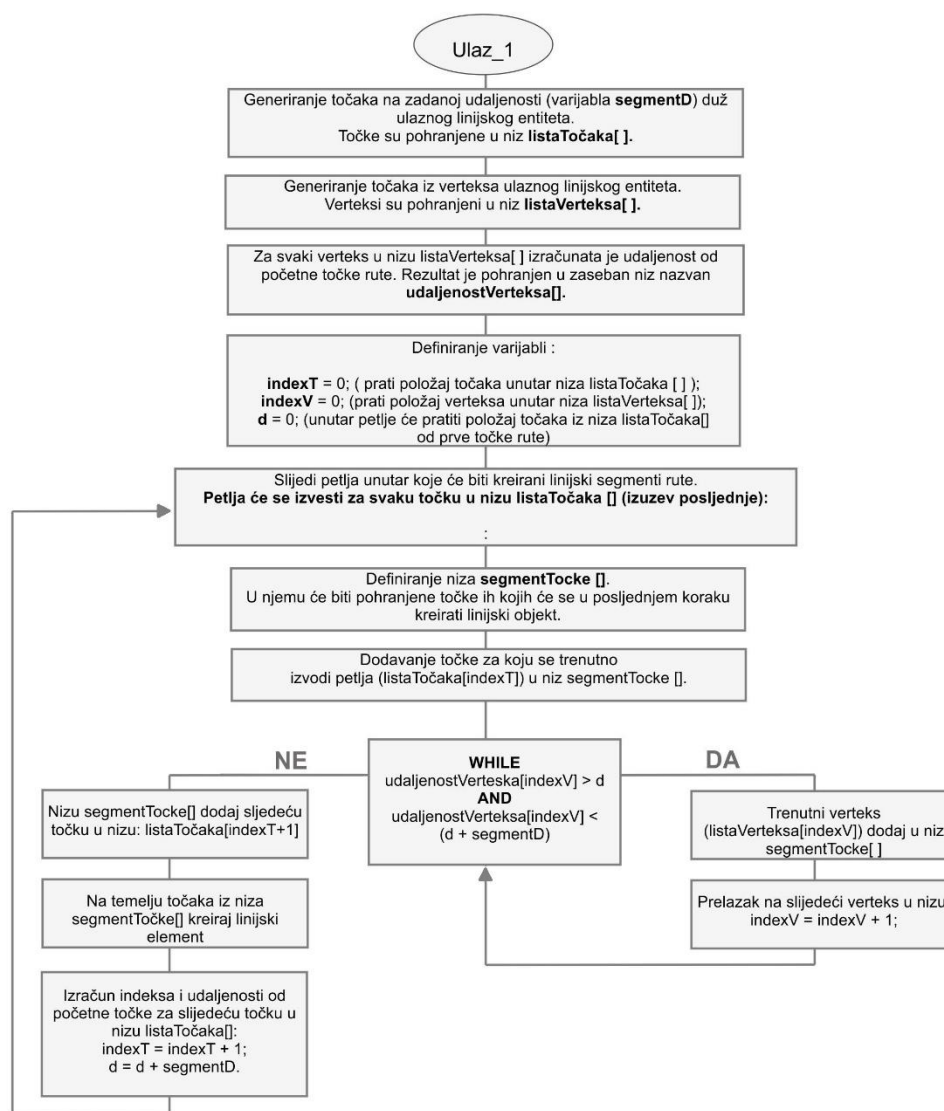 Ulaz_1
Generiranje točaka na zadanoj udaljenosti (varijabla segmentD) duž
ulaznog linijskog entiteta.
Točke su pohranjene u niz listaTočaka[ ].
Generiranje točaka iz verteksa ulaznog linijskog entiteta.
Verteksi su pohranjeni u niz listaVerteksa[ ].
Za svaki verteks u nizu listaVerteksa[ ] izračunata je udaljenost od
početne točke rute. Rezultat je pohranjen u zaseban niz nazvan
udaljenostVerteksa[].
Definiranje varijabli :
indexT = 0; ( prati položaj točaka unutar niza listaTočaka [ ] );
indexV = 0; (prati položaj verteksa unutar niza listaVerteksa[ ]);
d = 0; (unutar petlje će pratiti položaj točaka iz niza listaTočaka[]
od prve točke rute)
Slijedi petlja unutar koje će biti kreirani linijski segmenti rute.
Petlja će se izvesti za svaku točku u nizu listaTočaka [] (izuzev posljednje):
:
Definiranje niza segmentTocke [].
U njemu će biti pohranjene točke ih kojih će se u posljednjem koraku
kreirati linijski objekt.
Dodavanje točke za koju se trenutno
izvodi petlja (listaTočaka[indexT]) u niz segmentTocke [].
NE
WHILE
udaljenostVerteska[indexV] > d
AND
udaljenostVerteksa[indexV] <
(d + segmentD)
DA
Nizu segmentTocke[] dodaj sljedeću
točku u nizu: listaTočaka[indexT+1]
Na temelju točaka iz niza
segmentTočke[] kreiraj linijski
element
Izračun indeksa i udaljenosti od
početne točke za slijedeću točku u
nizu listaTočaka[]:
indexT = indexT + 1;
d = d + segmentD.
Trenutni verteks
(listaVerteksa[indexV]) dodaj u niz
segmentTocke[ ]
Prelazak na slijedeći verteks u nizu
indexV = indexV + 1;